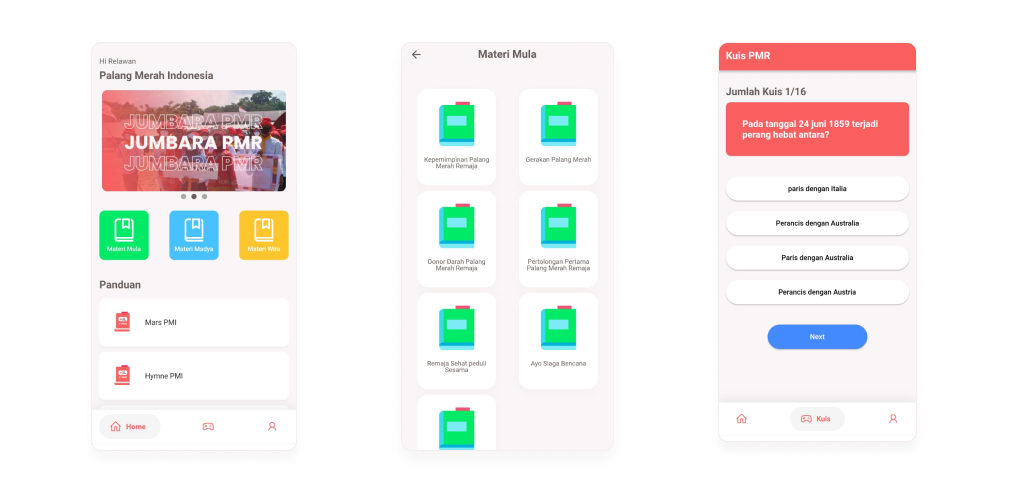 Hi Relawan
Palang Merah Indonesia
JUMBARA PMR
JUMBARA PMR
JUMBARA PMR
Materi Mula
Materi Madya
Materi Wira
Panduan
Mars PMI
Hymne PMI
Home
Materi Mula
Kepemimpinan Palang
Merah Remaja
Gerakan Palang Merah
Donor Darah Palang
Merah Remaja
Pertolongan Pertama
Palang Merah Remaja
Remaja Sehat peduli
Sesama
Ayo Siaga Bencana
Kuis PMR
Jumlah Kuis 1/16
Pada tanggal 24 juni 1859 terjadi
perang hebat antara?
paris dengan Italia
Perancis dengan Australia
Paris dengan Australia
Perancis dengan Austria
Next
Kuis